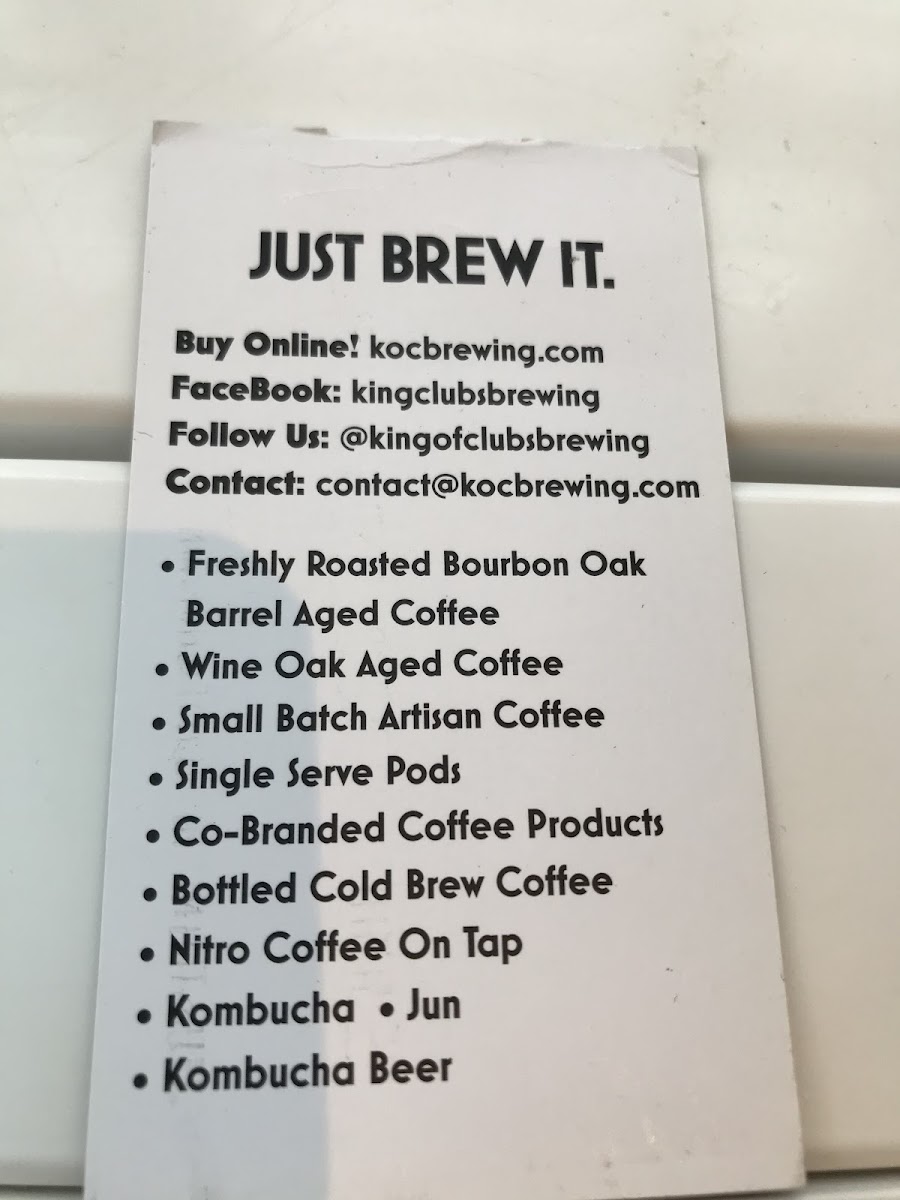 JUST BREW IT.
Buy Online! kocbrewing.com
FaceBook: kingclubsbrewing
Follow Us: @kingofclubsbrewing
Contact: contact@kocbrewing.com
• Freshly Roasted Bourbon Oak
Barrel Aged Coffee
• Wine Oak Aged Coffee
• Small Batch Artisan Coffee
• Single Serve Pods
• Co-Branded Coffee Products
• Bottled Cold Brew Coffee
• Nitro Coffee On Tap
• Kombucha • Jun
• Kombucha Beer